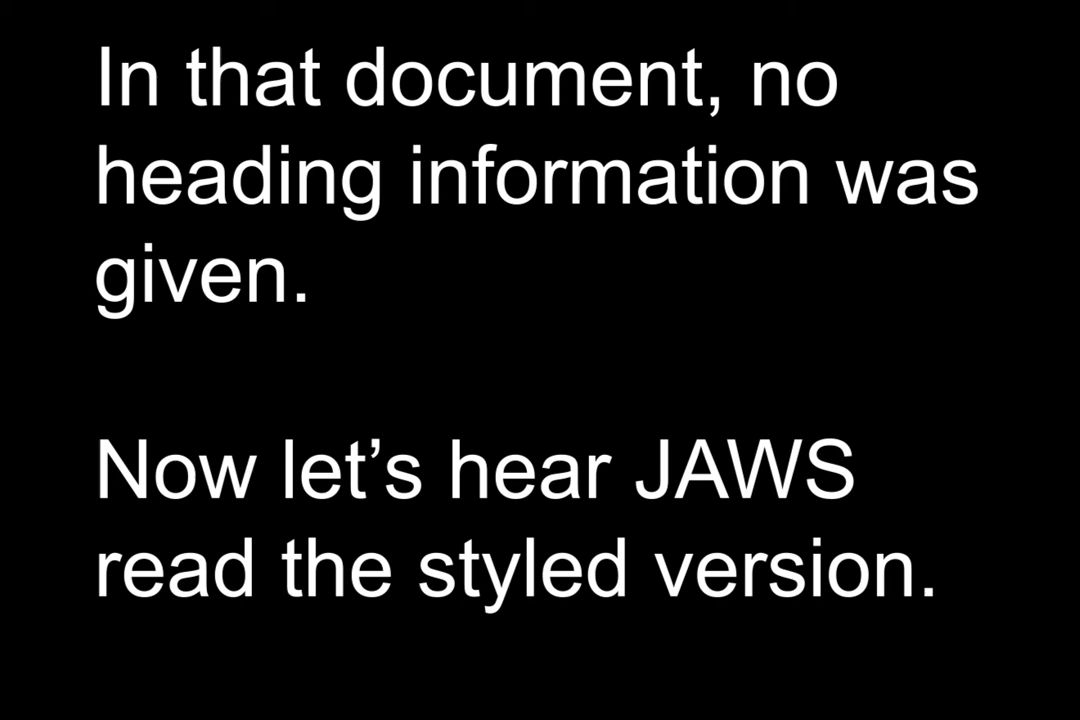 In that document, no
heading information was
given.
Now let’s hear JAWS
read the styled version.